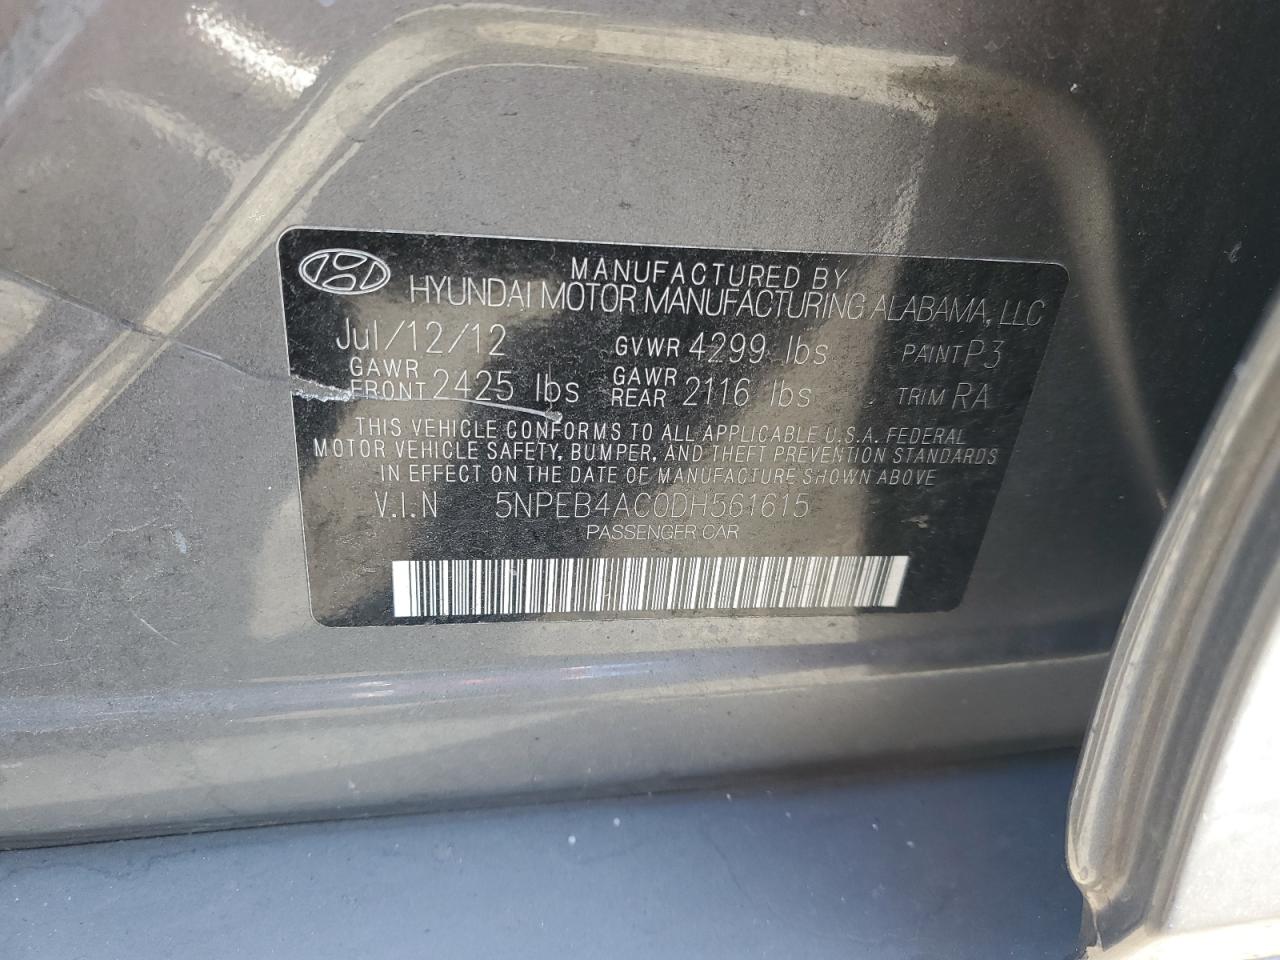 MANUFACTURED BY
HYUNDAI MOTOR MANUFACTURING ALABAMA, LLC
Jul/12/12 GVWR 4299 lbs PAINT P3
GAWR FRONT 2425 lbs GAWR REAR 2116 lbs TRIM RA
THIS VEHICLE CONFORMS TO ALL APPLICABLE U.S.A. FEDERAL
MOTOR VEHICLE SAFETY, BUMPER, AND THEFT PREVENTION STANDARDS
IN EFFECT ON THE DATE OF MANUFACTURE SHOWN ABOVE
V.I.N 5NPEB4AC0DH561615
PASSENGER CAR